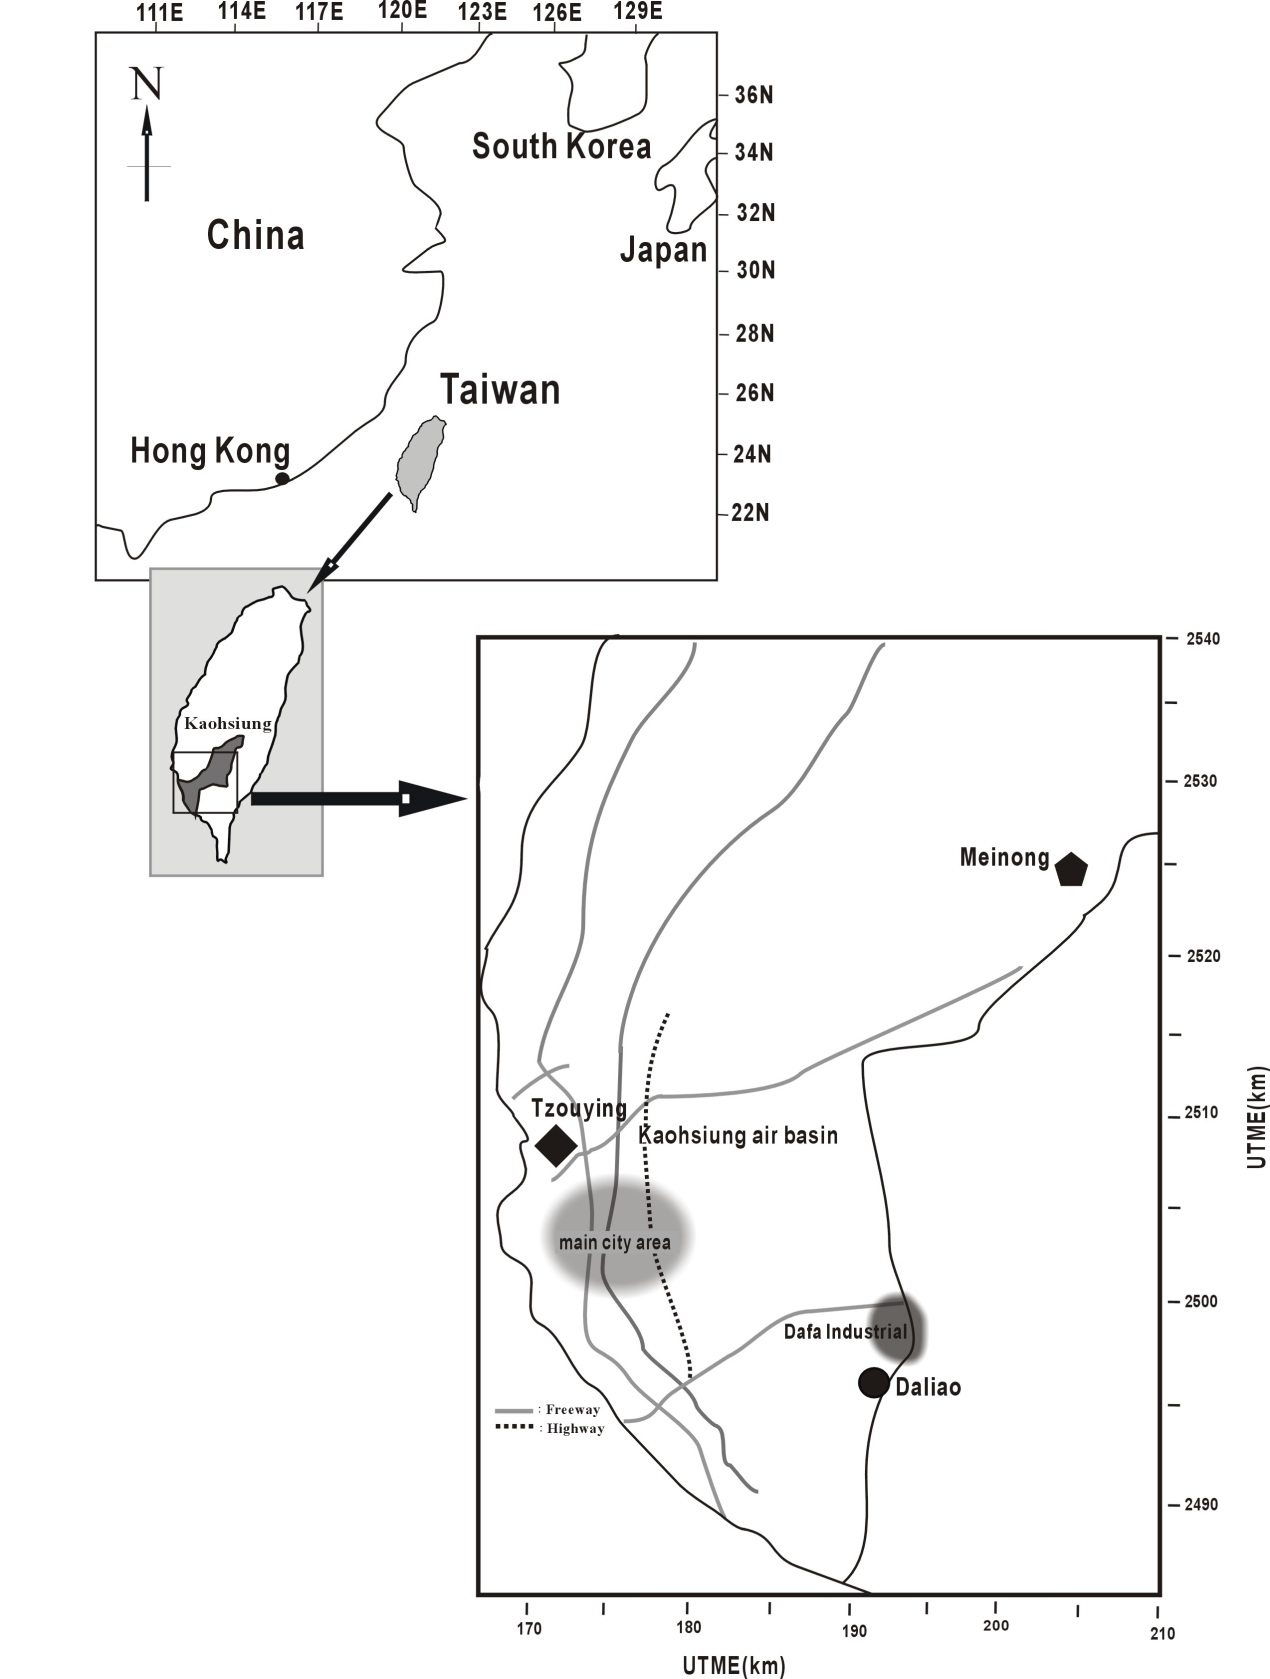 111E 114E 117E 120E 123E 126E 129E
N
36N
South Korea
34N
China
32N
Japan
30N
28N
Taiwan
26N
Hong Kong
24N
22N
Kaohsiung
2540
2530
Meinong
2520
Tzouying
2510
Kaohsiung air basin
UTME(km)
main city area
2500
Dafa Industrial
Daliao
: Freeway
: Highway
2490
170 180 190 200 210
UTME(km)